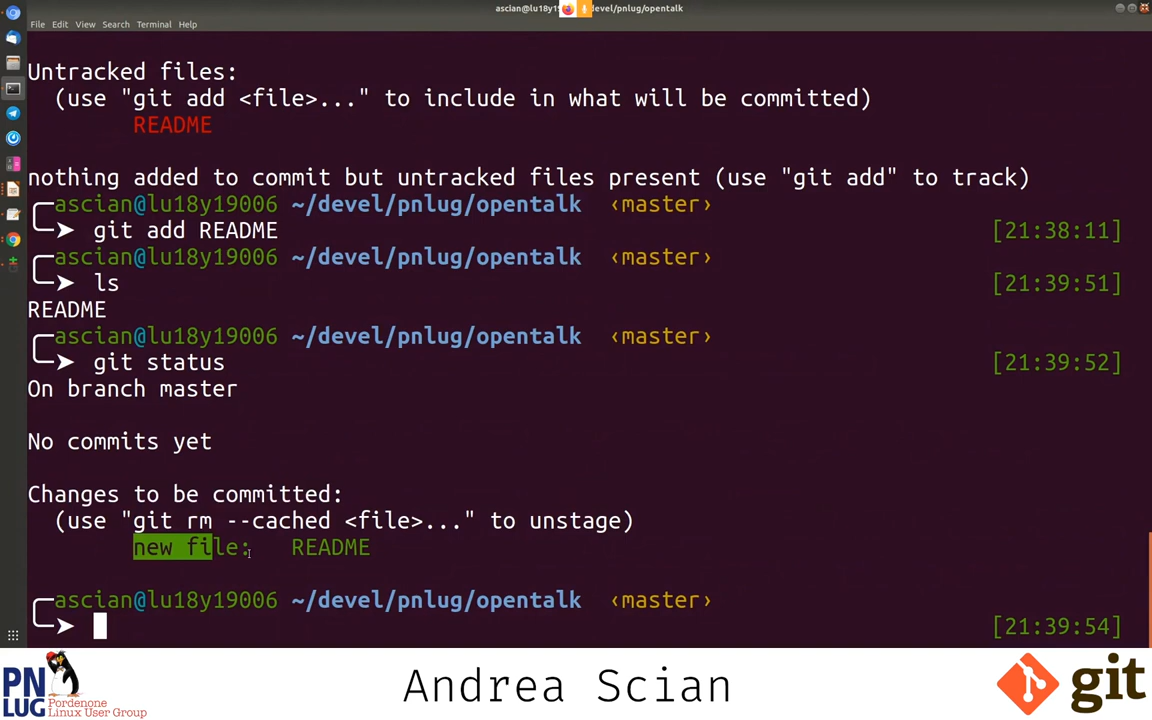 ascian@lu18y1 devel/pnlug/opentalk
File Edit View Search Terminal Help
Untracked files:
(use "git add <file>..." to include in what will be committed)
README
nothing added to commit but untracked files present (use "git add" to track)
ascian@lu18y19006 ~/devel/pnlug/opentalk ‹master›
➤ git add README [21:38:11]
ascian@lu18y19006 ~/devel/pnlug/opentalk ‹master›
➤ ls [21:39:51]
README
ascian@lu18y19006 ~/devel/pnlug/opentalk ‹master›
➤ git status [21:39:52]
On branch master
No commits yet
Changes to be committed:
(use "git rm --cached <file>..." to unstage)
new file: README
ascian@lu18y19006 ~/devel/pnlug/opentalk ‹master›
➤ [21:39:54]
PN
LUG
Pordenone
Linux User Group
Andrea Scian
git